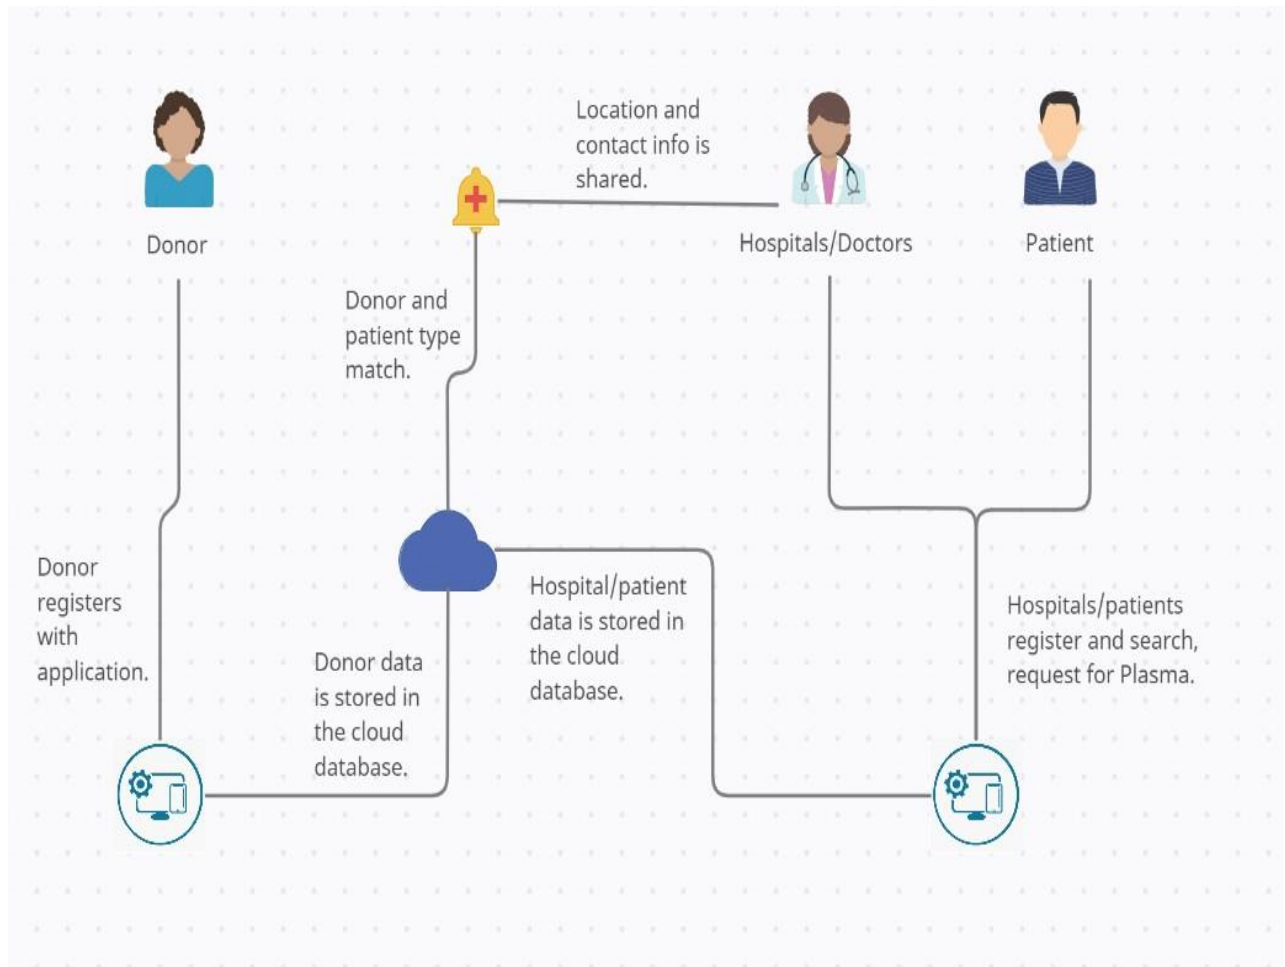 Location and
contact info is
shared.
Donor
Hospitals/Doctors
Patient
Donor and
patient type
match.
Donor
registers
with
application.
Donor data
is stored in
the cloud
database.
Hospital/patient
data is stored in
the cloud
database.
Hospitals/patients
register and search,
request for Plasma.